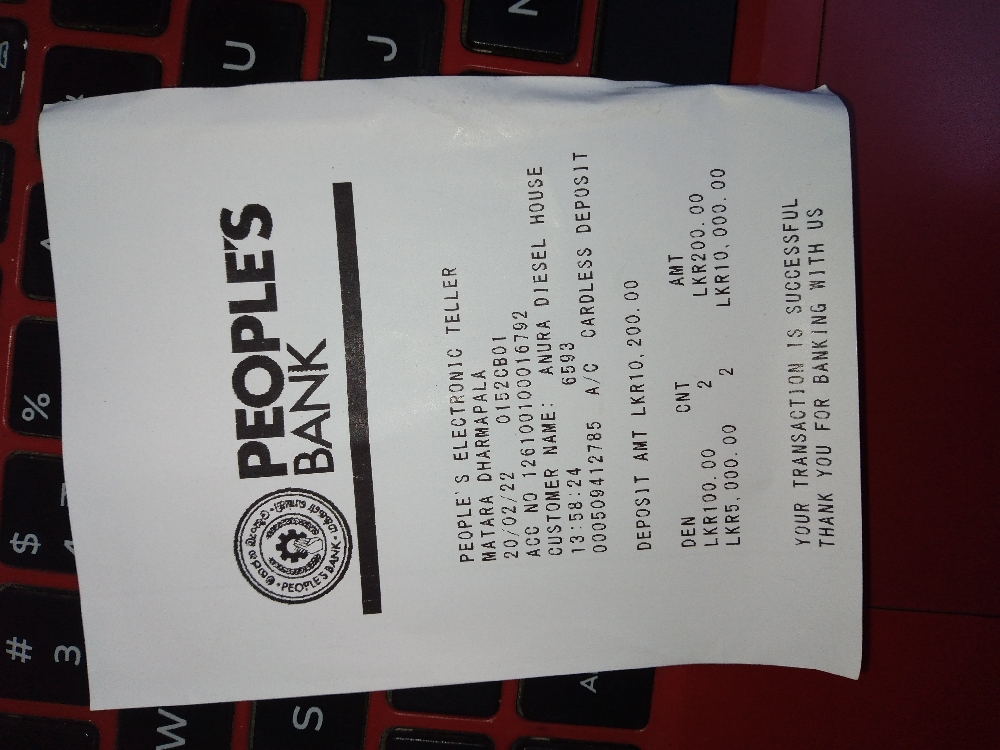 PEOPLE'S
BANK
PEOPLE'S BANK
PEOPLE'S ELECTRONIC TELLER
MATARA DHARMAPALA
20/02/22 0152CB01
ACC NO 126100100016792
CUSTOMER NAME: ANURA DIESEL HOUSE
13:58:24 6593
000509412785 A/C CARDLESS DEPOSIT
DEPOSIT AMT LKR10,200.00
DEN CNT AMT
LKR100.00 2 LKR200.00
LKR5,000.00 2 LKR10,000.00
YOUR TRANSACTION IS SUCCESSFUL
THANK YOU FOR BANKING WITH US
#
3
$
%
U
J
N
W
S
A